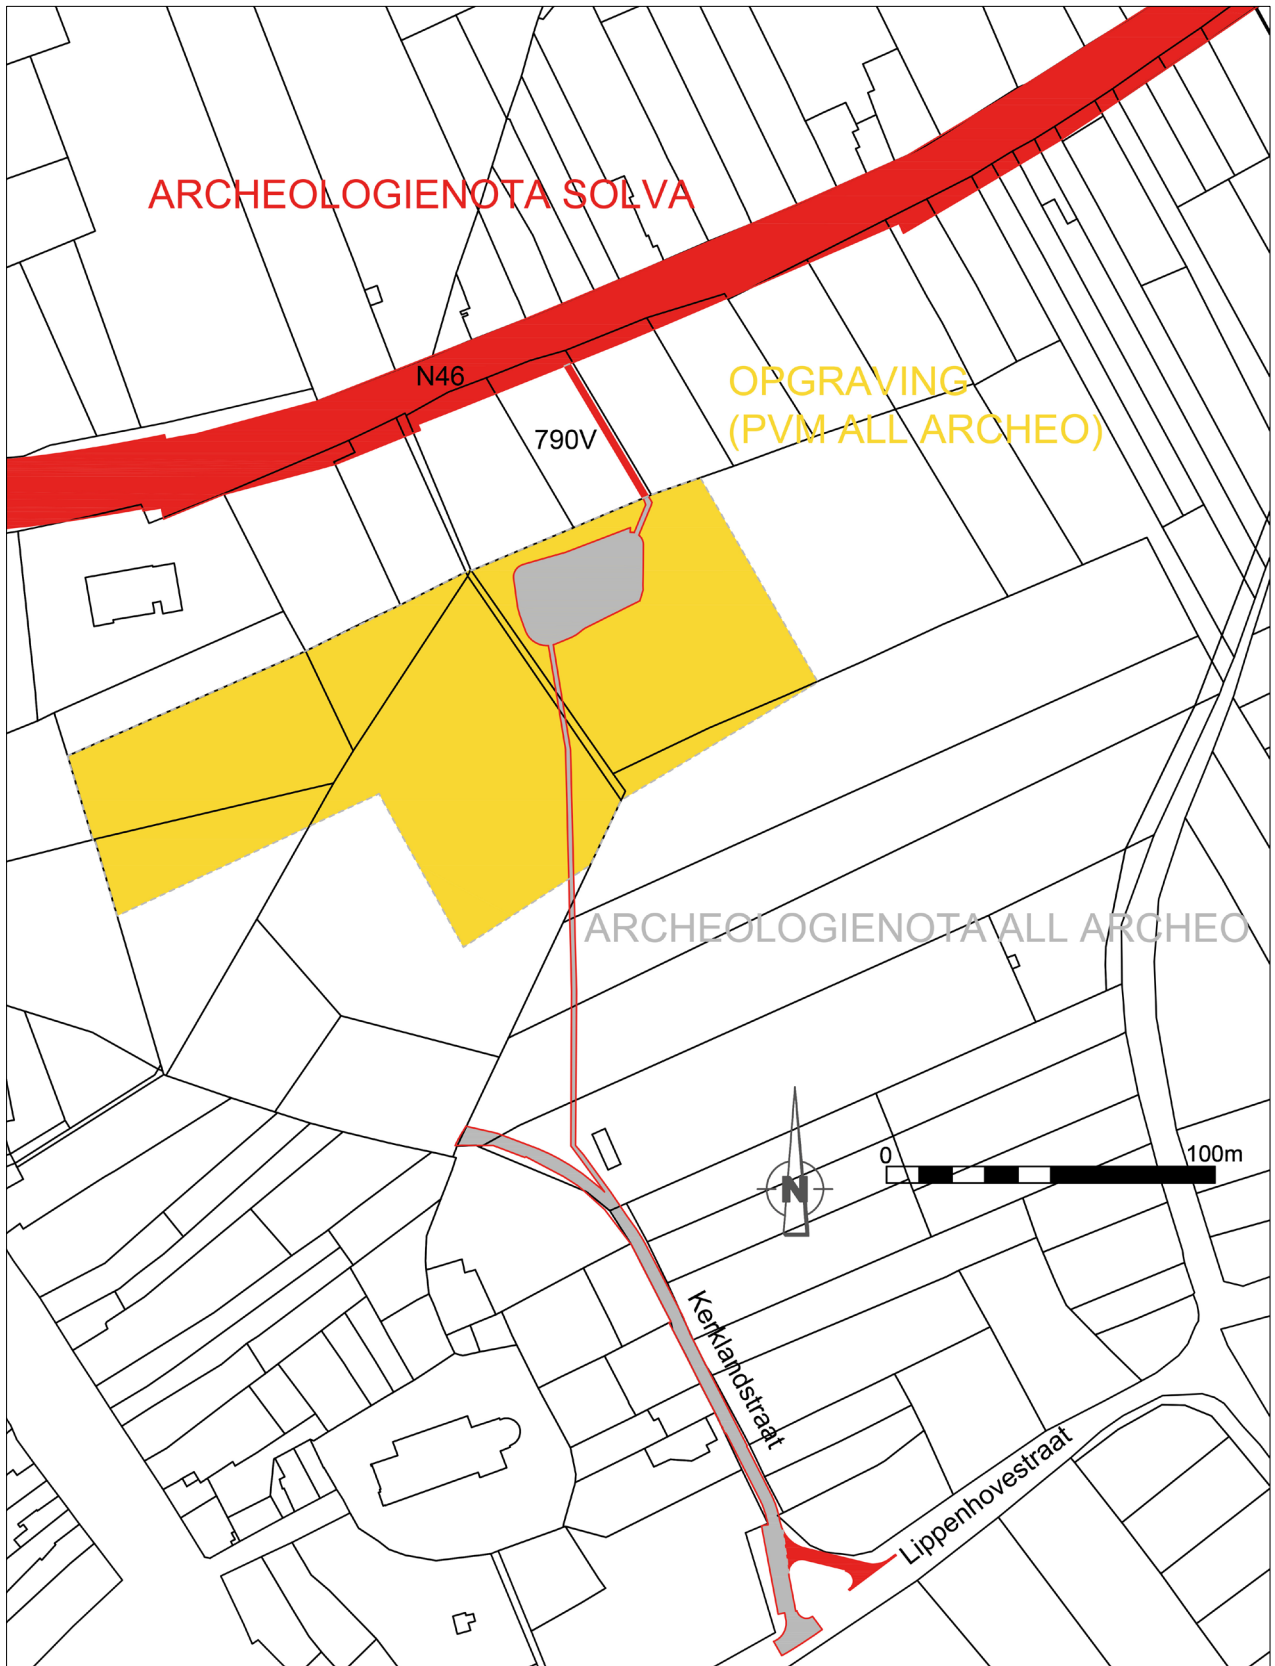 ARCHEOLOGIENOTA SOLVA
N46
OPGRAVING
(PVM ALL ARCHEO)
790V
ARCHEOLOGIENOTA ALL ARCHEO
0 100m
N
Kerklandstraat
Lippenhovestraat